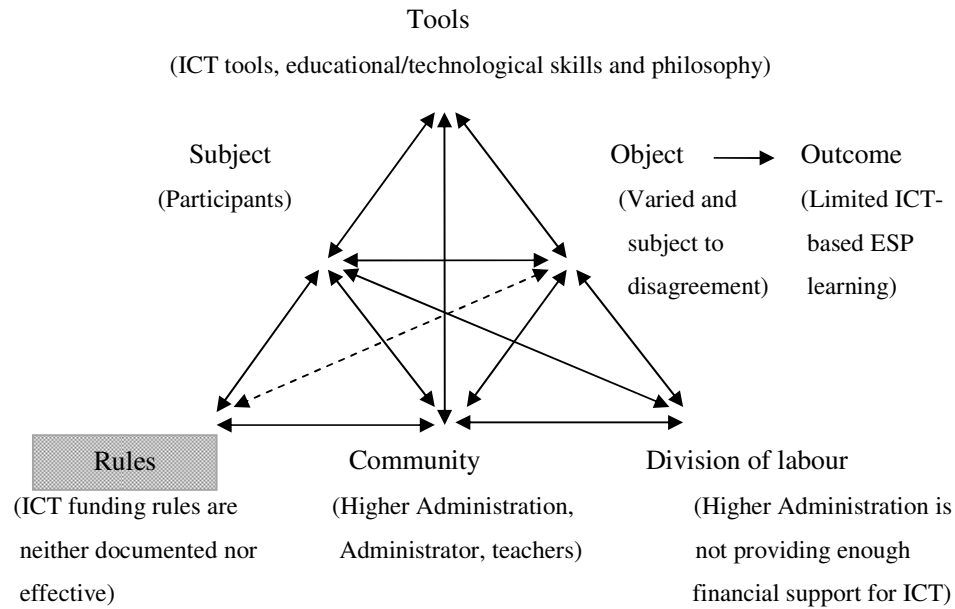 Tools
(ICT tools, educational/technological skills and philosophy)
Subject
(Participants)
Object
(Varied and
subject to
disagreement)
Outcome
(Limited ICT-
based ESP
learning)
Rules
(ICT funding rules are
neither documented nor
effective)
Community
(Higher Administration,
Administrator, teachers)
Division of labour
(Higher Administration is
not providing enough
financial support for ICT)